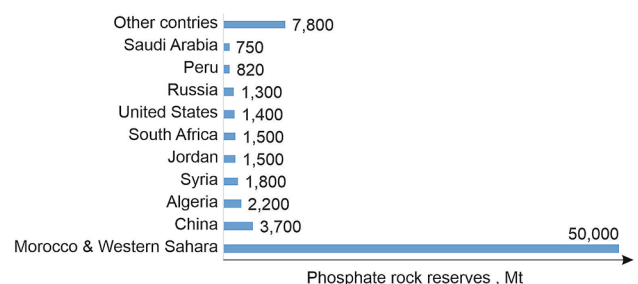 Other contries 7,800
Saudi Arabia 750
Peru 820
Russia 1,300
United States 1,400
South Africa 1,500
Jordan 1,500
Syria 1,800
Algeria 2,200
China 3,700
Morocco & Western Sahara 50,000
Phosphate rock reserves , Mt